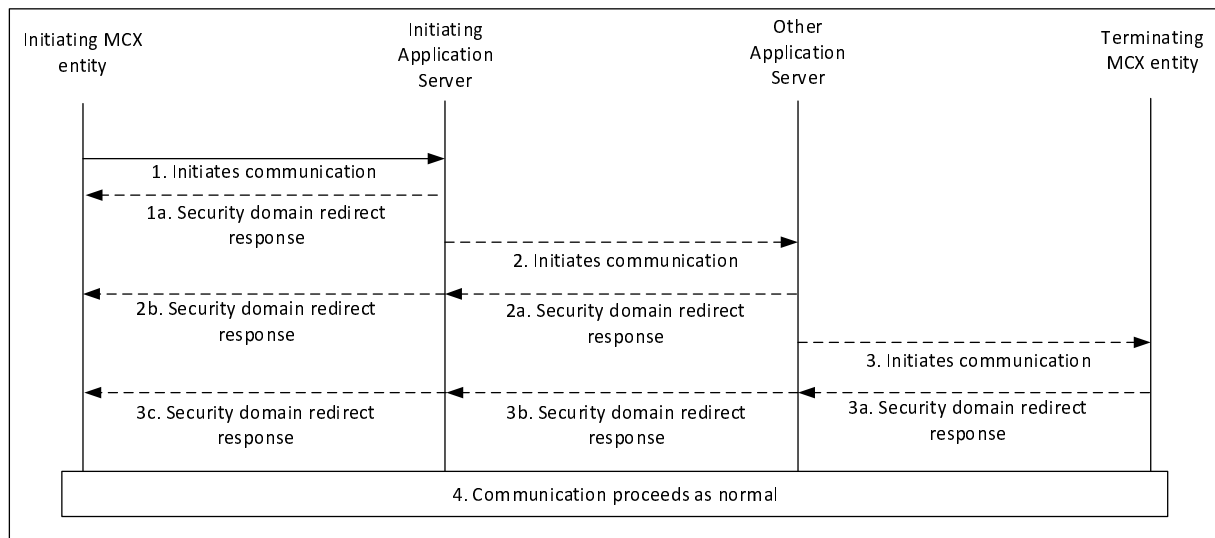 Initiating MCX
entity
Initiating
Application
Server
Other
Application
Server
Terminating
MCX entity
1. Initiates communication
1a. Security domain redirect
response
2. Initiates communication
2b. Security domain redirect
response
2a. Security domain redirect
response
3. Initiates communication
3c. Security domain redirect
response
3b. Security domain redirect
response
3a. Security domain redirect
response
4. Communication proceeds as normal